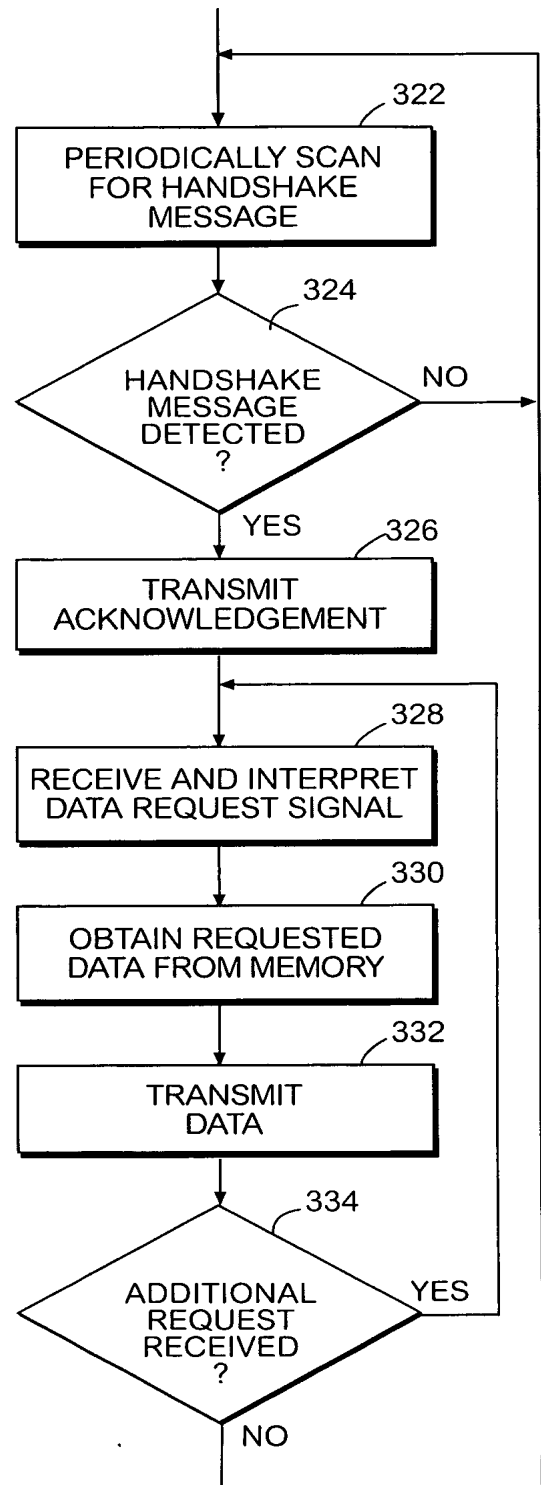 322
PERIODICALLY SCAN
FOR HANDSHAKE
MESSAGE
324
HANDSHAKE
MESSAGE
DETECTED
?
NO
YES
326
TRANSMIT
ACKNOWLEDGEMENT
328
RECEIVE AND INTERPRET
DATA REQUEST SIGNAL
330
OBTAIN REQUESTED
DATA FROM MEMORY
332
TRANSMIT
DATA
334
ADDITIONAL
REQUEST
RECEIVED
?
YES
NO